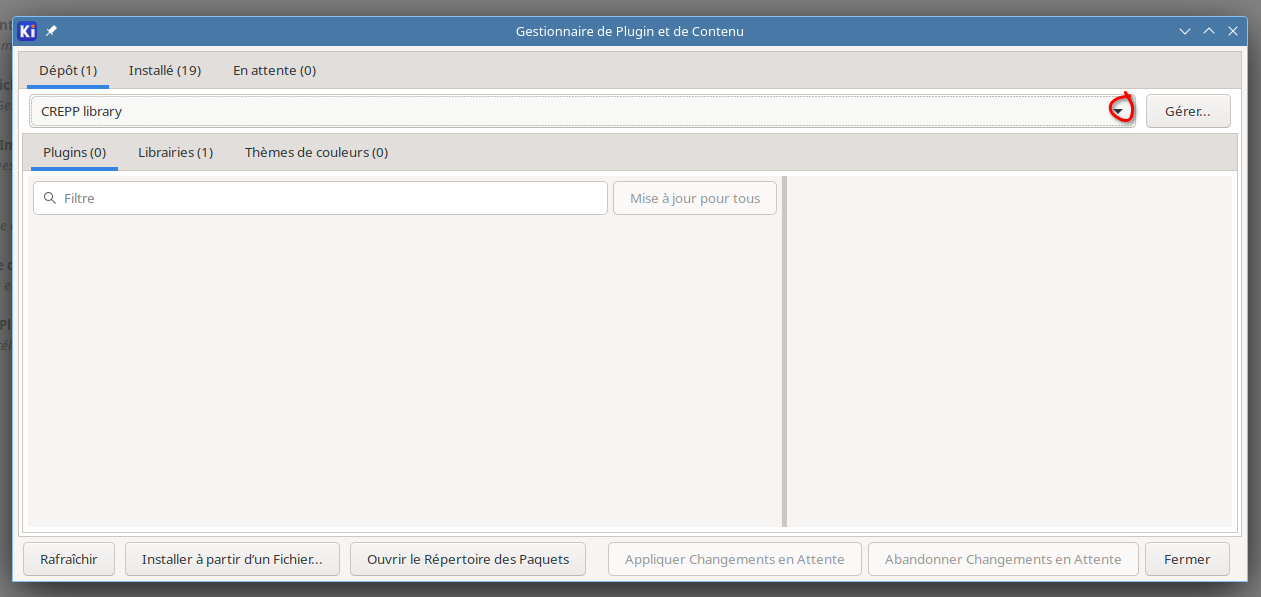 Ki Gestionnaire de Plugin et de Contenu
Dépôt (1) Installé (19) En attente (0)
CREPP library Gérer...
Plugins (0) Librairies (1) Thèmes de couleurs (0)
Filtre Mise à jour pour tous
Rafraîchir Installer à partir d'un Fichier... Ouvrir le Répertoire des Paquets Appliquer Changements en Attente Abandonner Changements en Attente Fermer